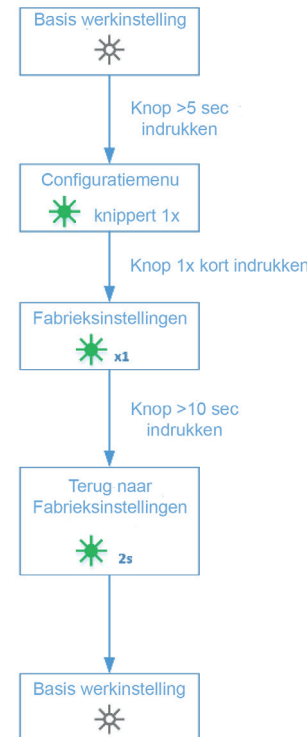 Basis werkinstelling
Knop >5 sec
indrukken
Configuratiemenu
knippert 1x
Knop 1x kort indrukken
Fabrieksinstellingen
x1
Knop >10 sec
indrukken
Terug naar
Fabrieksinstellingen
2s
Basis werkinstelling